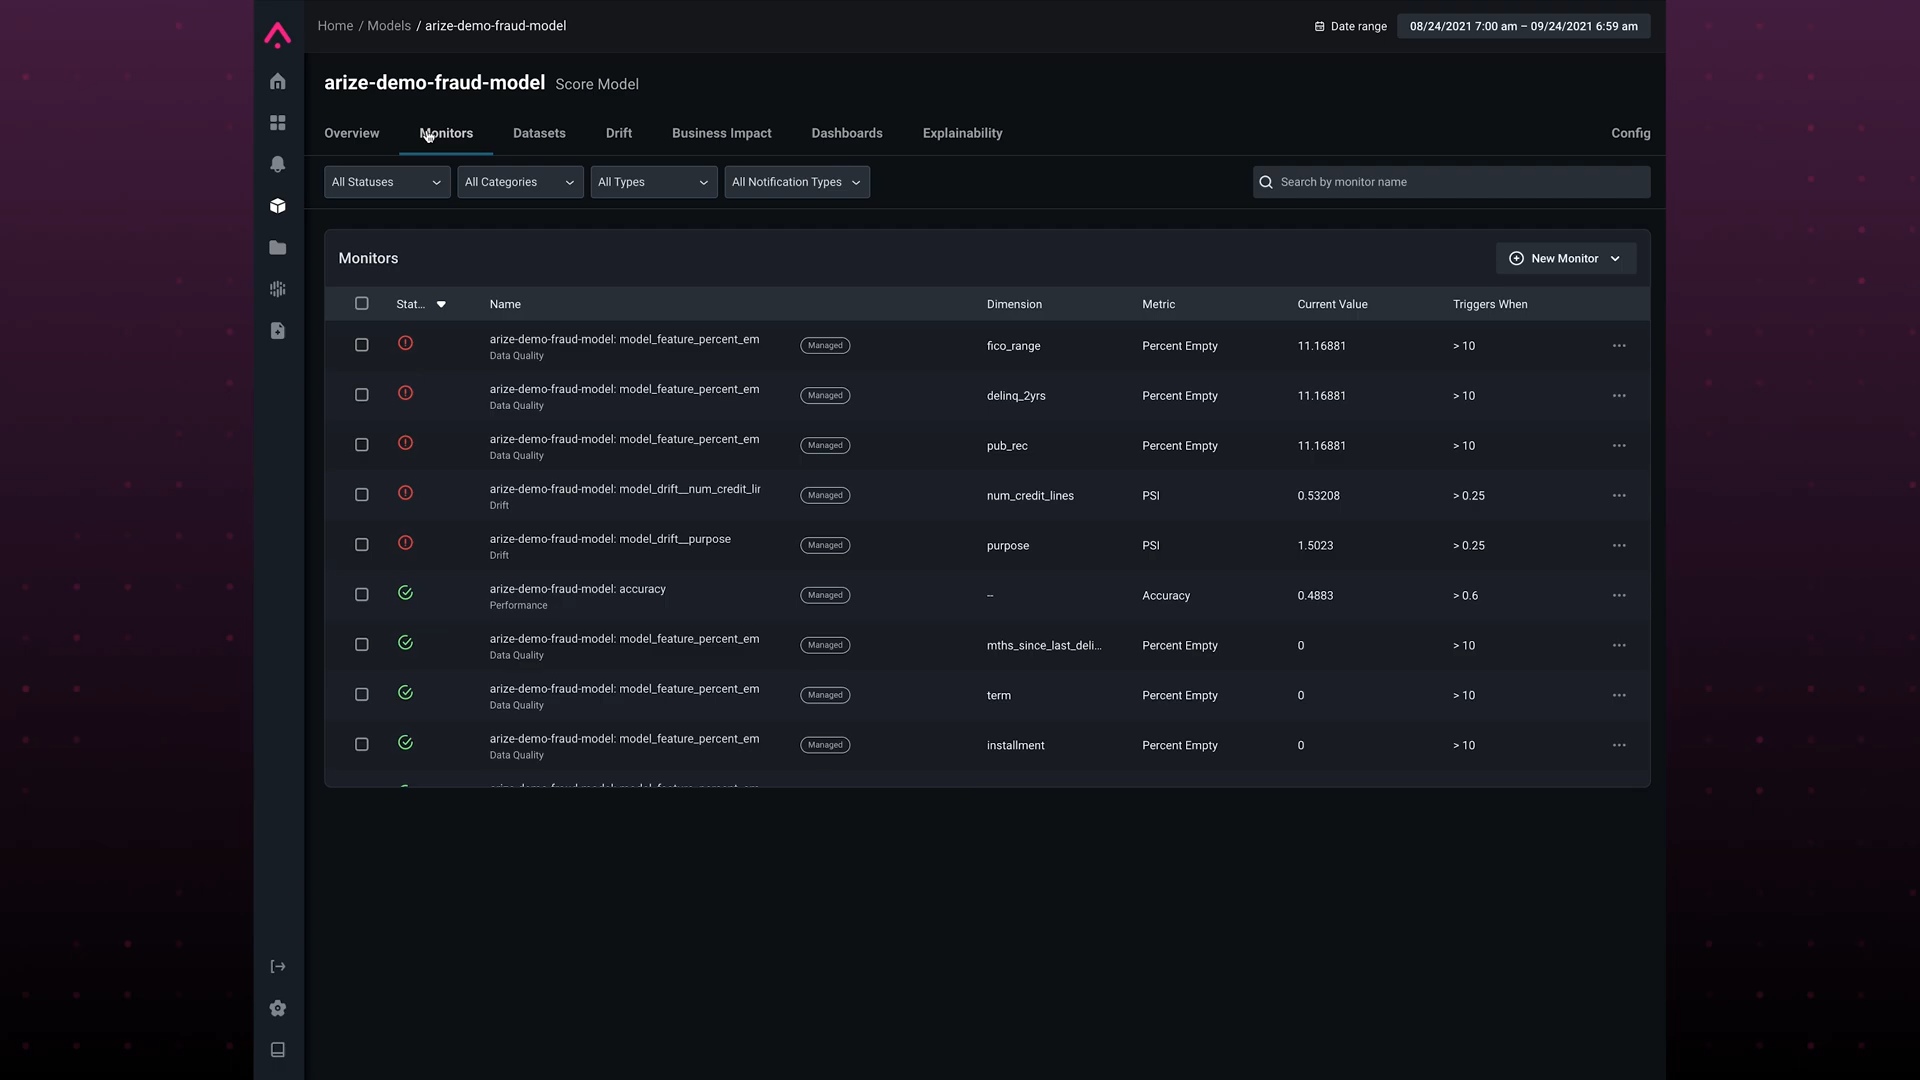 Home / Models / arize-demo-fraud-model
Date range
08/24/2021 7:00 am – 09/24/2021 6:59 am
arize-demo-fraud-model Score Model
Overview Monitors Datasets Drift Business Impact Dashboards Explainability Config
All Statuses All Categories All Types All Notification Types Search by monitor name
Monitors
New Monitor
Stat... Name Dimension Metric Current Value Triggers When
arize-demo-fraud-model: model_feature_percent_em
Data Quality
Managed fico_range Percent Empty 11.16881 > 10
arize-demo-fraud-model: model_feature_percent_em
Data Quality
Managed delinq_2yrs Percent Empty 11.16881 > 10
arize-demo-fraud-model: model_feature_percent_em
Data Quality
Managed pub_rec Percent Empty 11.16881 > 10
arize-demo-fraud-model: model_drift__num_credit_lir
Drift
Managed num_credit_lines PSI 0.53208 > 0.25
arize-demo-fraud-model: model_drift__purpose
Drift
Managed purpose PSI 1.5023 > 0.25
arize-demo-fraud-model: accuracy
Performance
Managed -- Accuracy 0.4883 > 0.6
arize-demo-fraud-model: model_feature_percent_em
Data Quality
Managed mths_since_last_deli... Percent Empty 0 > 10
arize-demo-fraud-model: model_feature_percent_em
Data Quality
Managed term Percent Empty 0 > 10
arize-demo-fraud-model: model_feature_percent_em
Data Quality
Managed installment Percent Empty 0 > 10